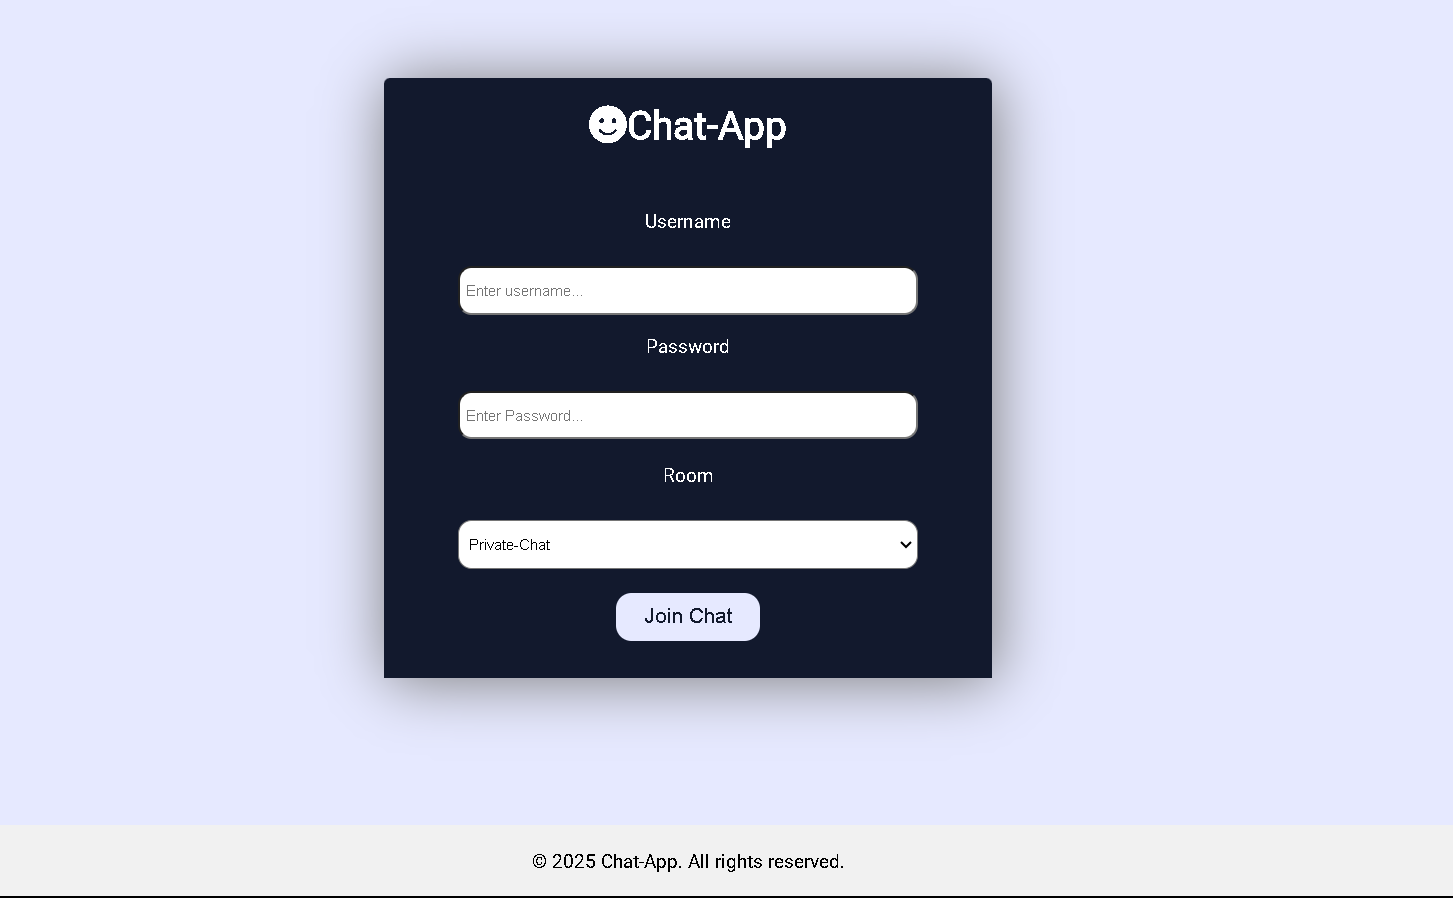 Chat-App
Username
Enter username...
Password
Enter Password...
Room
Private-Chat
Join Chat
© 2025 Chat-App. All rights reserved.